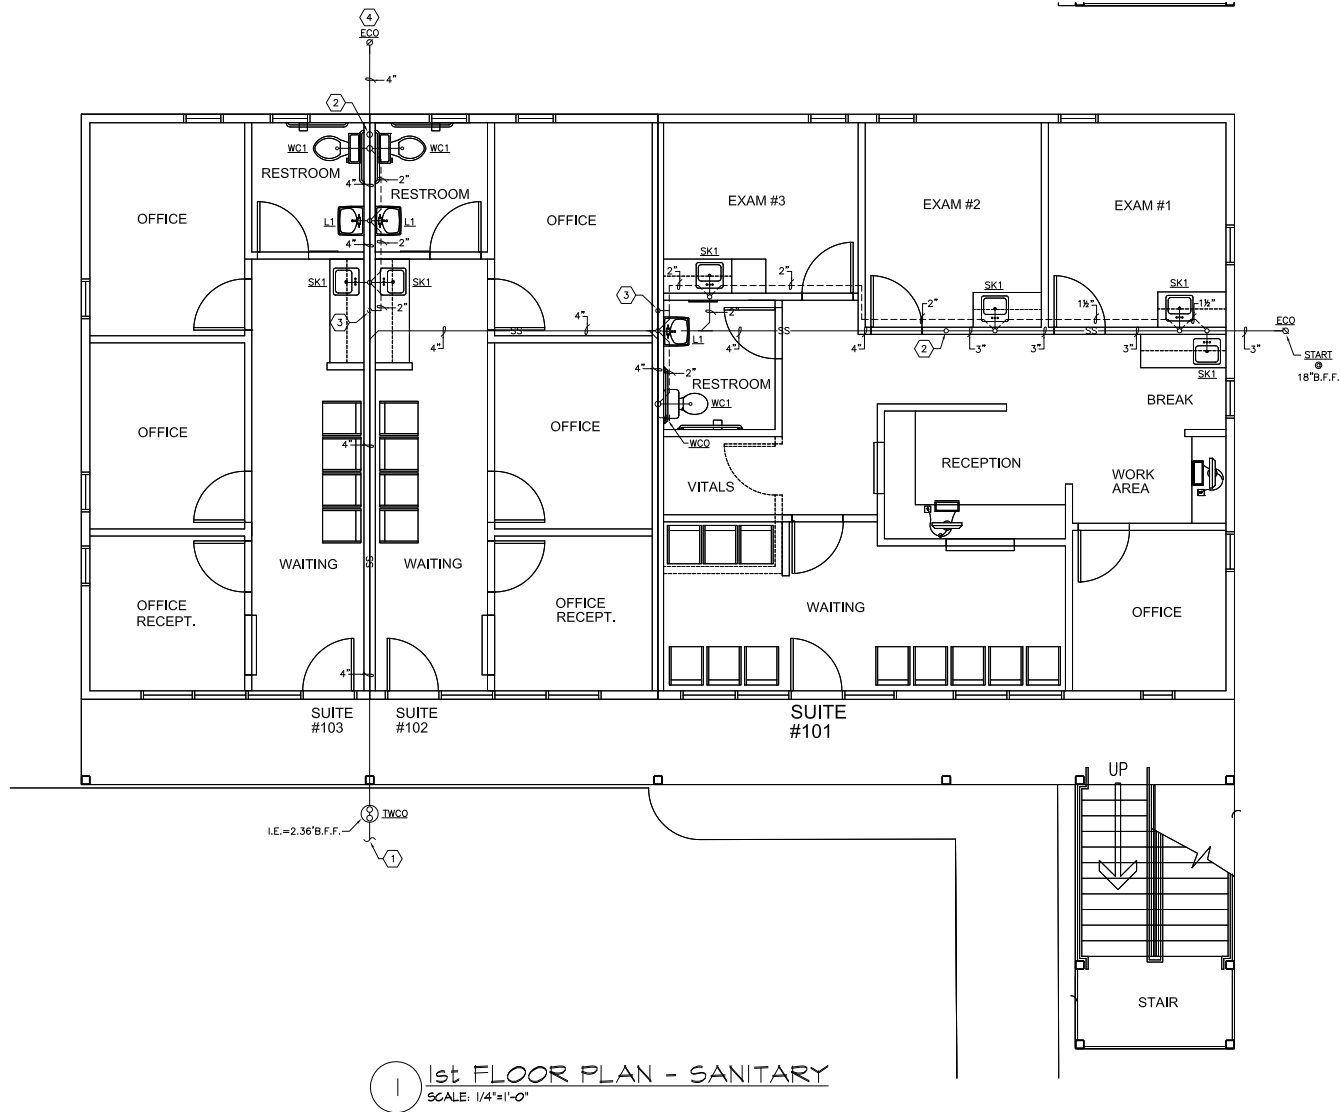 4
ECO
4"
2
WC1
WC1
RESTROOM
4"
2"
RESTROOM
OFFICE
OFFICE
EXAM #3
EXAM #2
EXAM #1
L1
L1
4"
2"
SK1
SK1
SK1
SK1
SK1
2"
2"
3
3
2"
2"
4"
4"
SS
L1
4"
SS
4"
2"
2
3"
3"
1½"
SS
3"
1½"
3"
ECO
START
@
18"B.F.F.
SK1
4"
2"
RESTROOM
WC1
WCO
BREAK
OFFICE
OFFICE
4"
VITALS
RECEPTION
WORK
AREA
WAITING
SS
WAITING
OFFICE
RECEPT.
OFFICE
RECEPT.
WAITING
OFFICE
4"
SUITE
#103
SUITE
#102
SUITE
#101
UP
TWCO
I.E.=2.36'B.F.F.
1
STAIR
1
1st FLOOR PLAN - SANITARY
SCALE: 1/4"=1'-0"